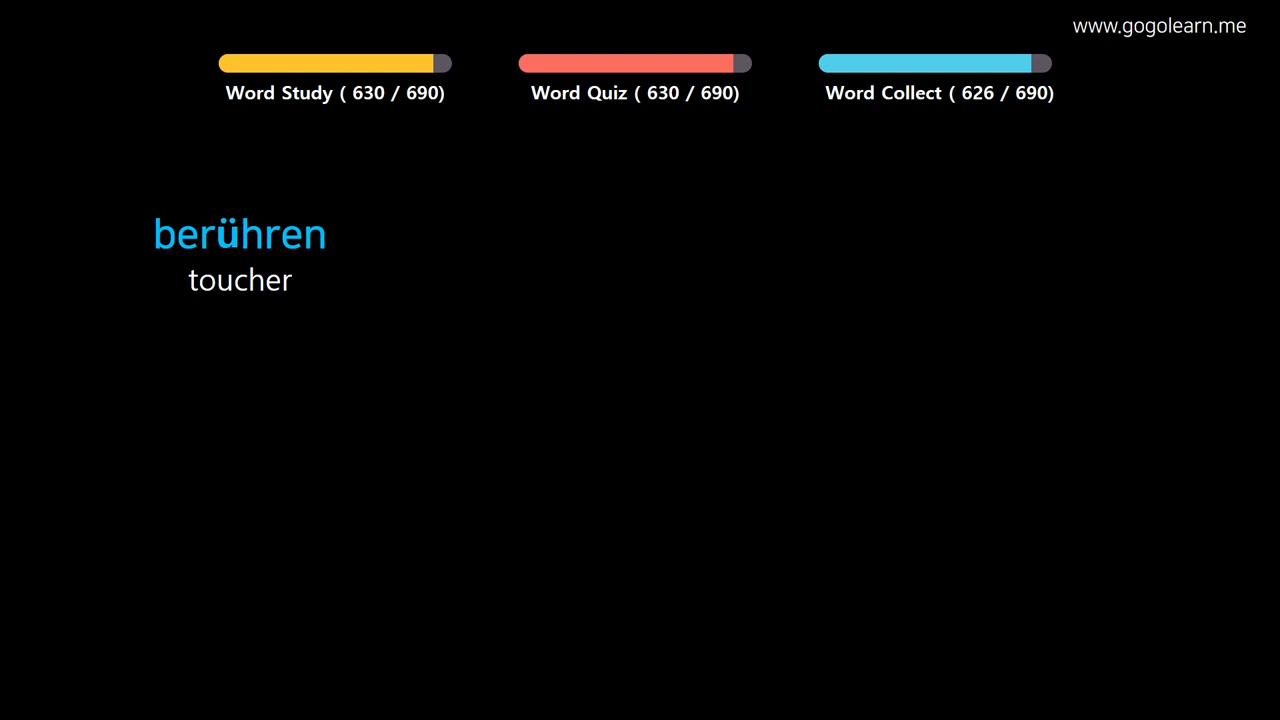 www.gogolearn.me
Word Study ( 630 / 690)
Word Quiz ( 630 / 690)
Word Collect ( 626 / 690)
berühren
toucher